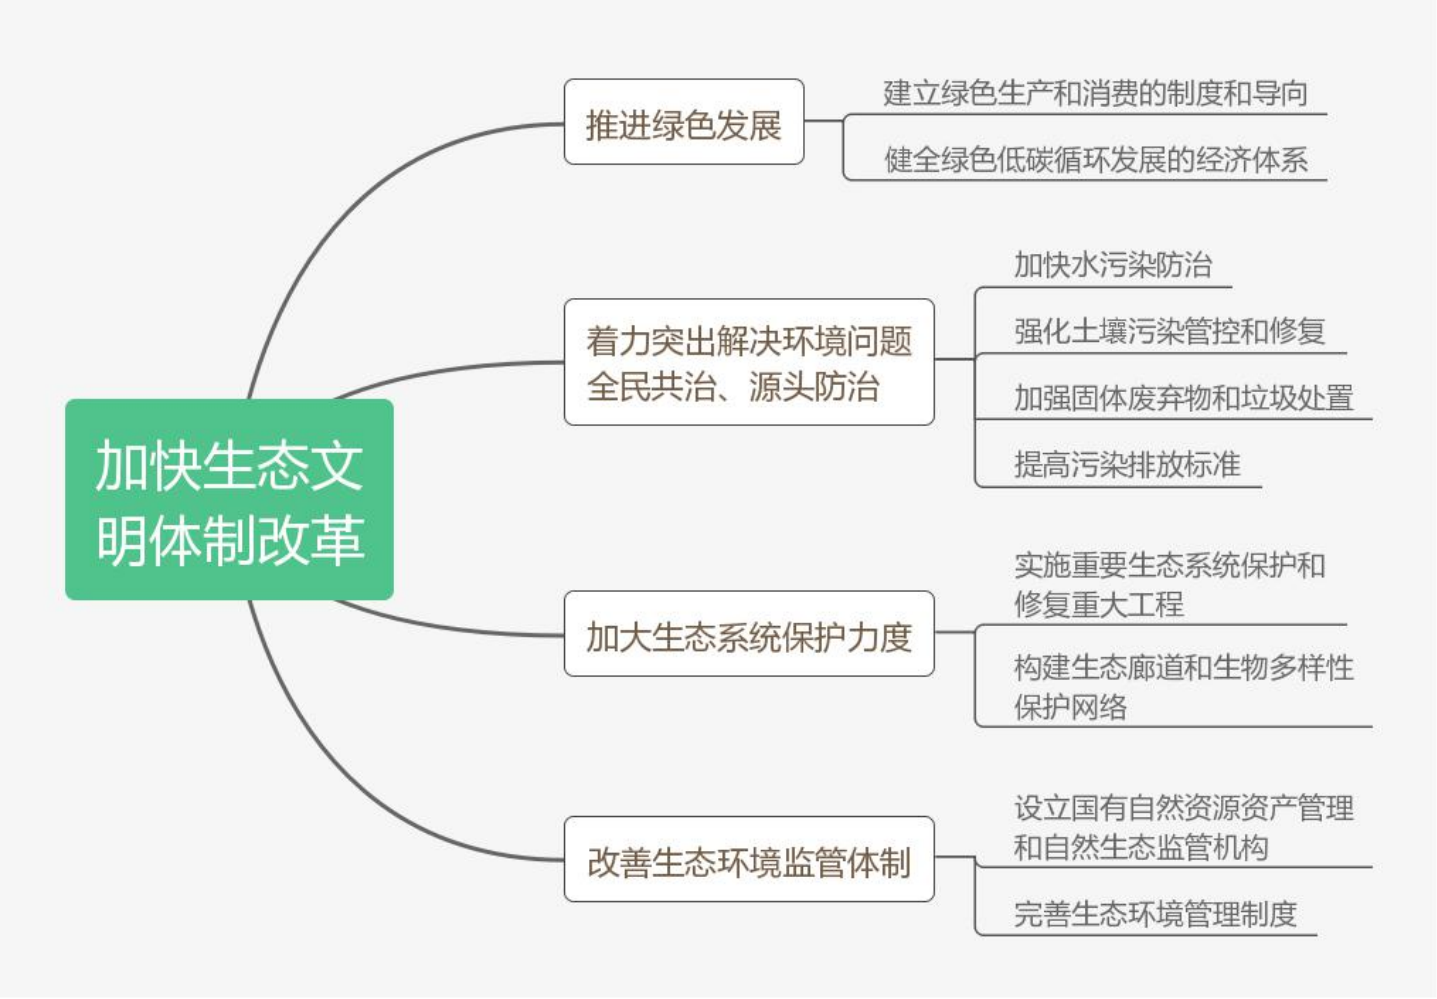 推进绿色发展
建立绿色生产和消费的制度和导向
健全绿色低碳循环发展的经济体系
着力突出解决环境问题
全民共治、源头防治
加快水污染防治
强化土壤污染管控和修复
加强固体废弃物和垃圾处置
提高污染排放标准
加快生态文
明体制改革
加大生态系统保护力度
实施重要生态系统保护和
修复重大工程
构建生态廊道和生物多样性
保护网络
改善生态环境监管体制
设立国有自然资源资产管理
和自然生态监管机构
完善生态环境管理制度